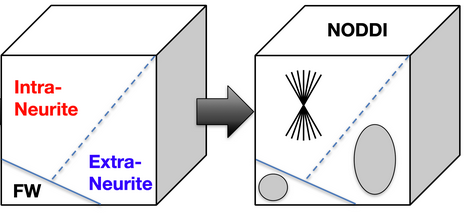 Intra-
Neurite
Extra-
Neurite
FW
NODDI